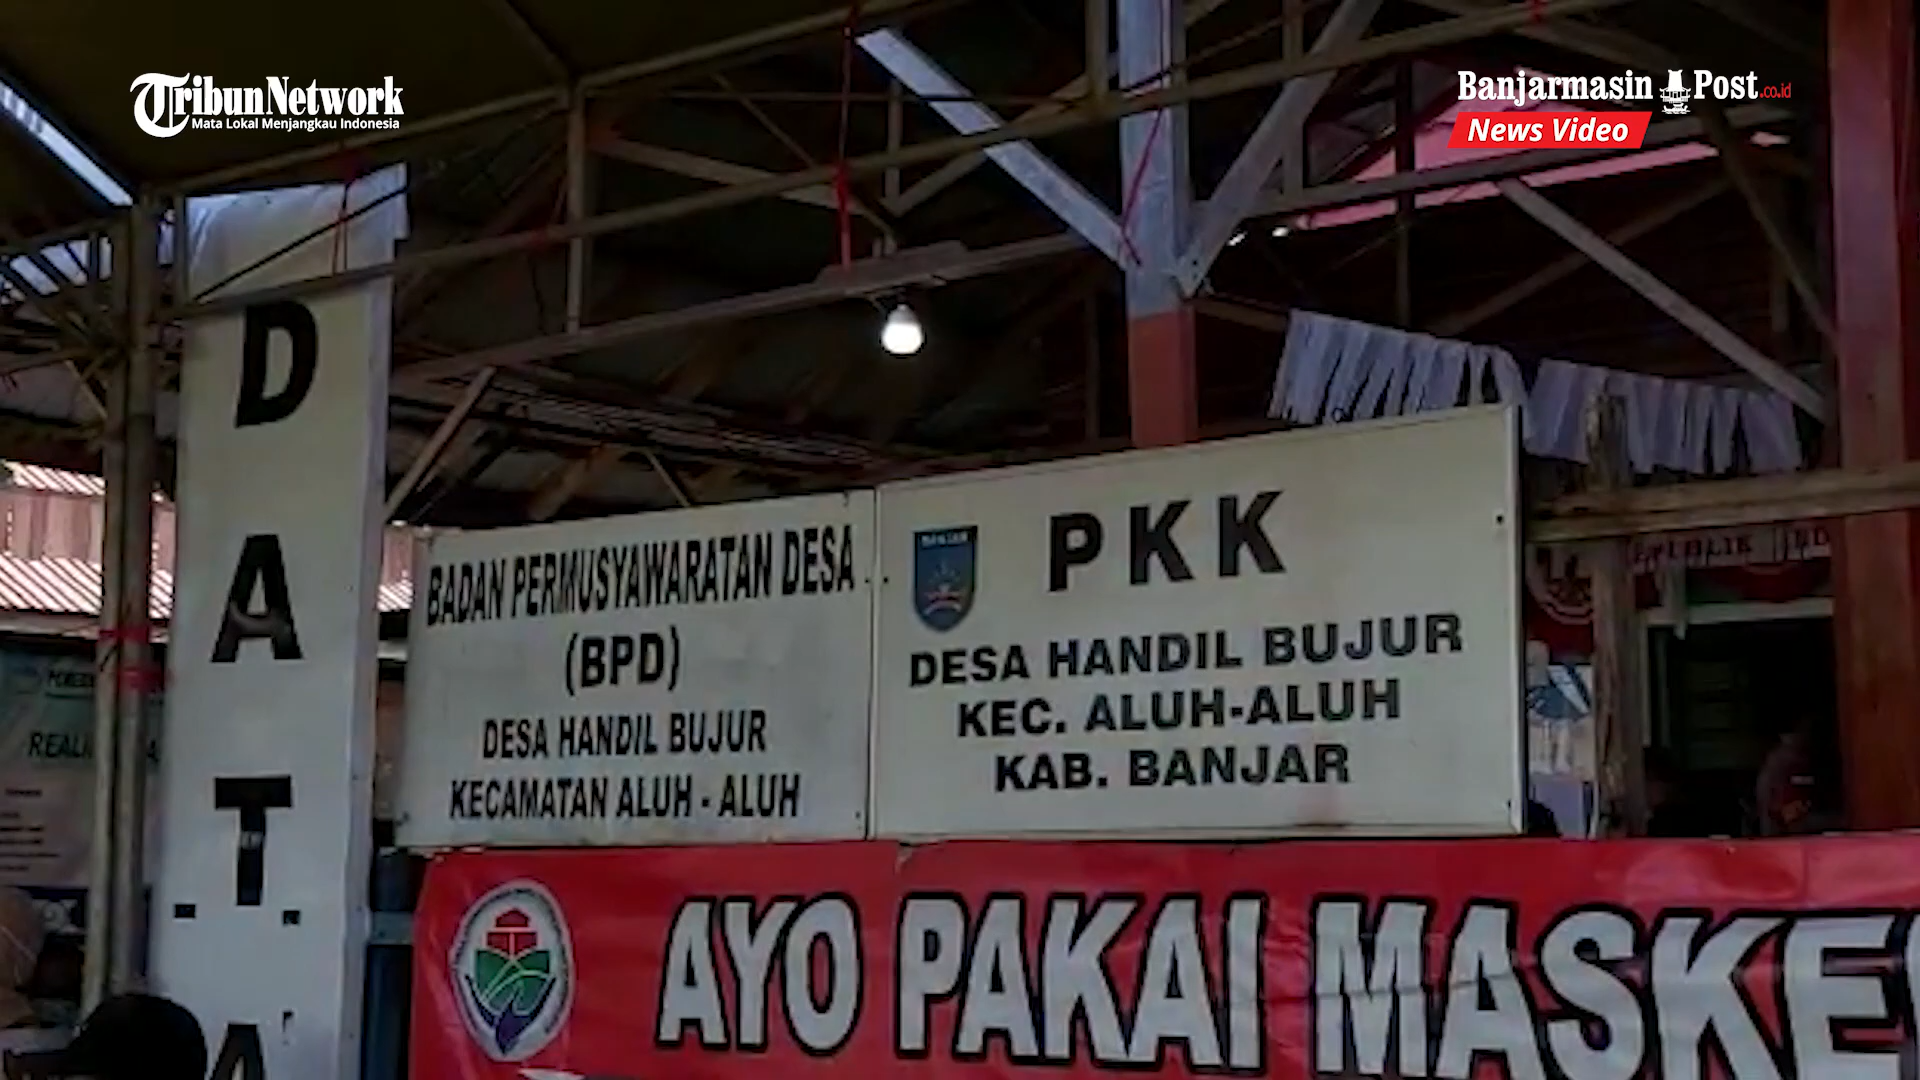 TribunNetwork
Mata Lokal Menjangkau Indonesia
Banjarmasin Post.co.id
News Video
D
A
T
A
BADAN PERMUSYAWARATAN DESA
(BPD)
DESA HANDIL BUJUR
KECAMATAN ALUH - ALUH
BANJAR
PKK
DESA HANDIL BUJUR
KEC. ALUH-ALUH
KAB. BANJAR
AYO PAKAI MASKE